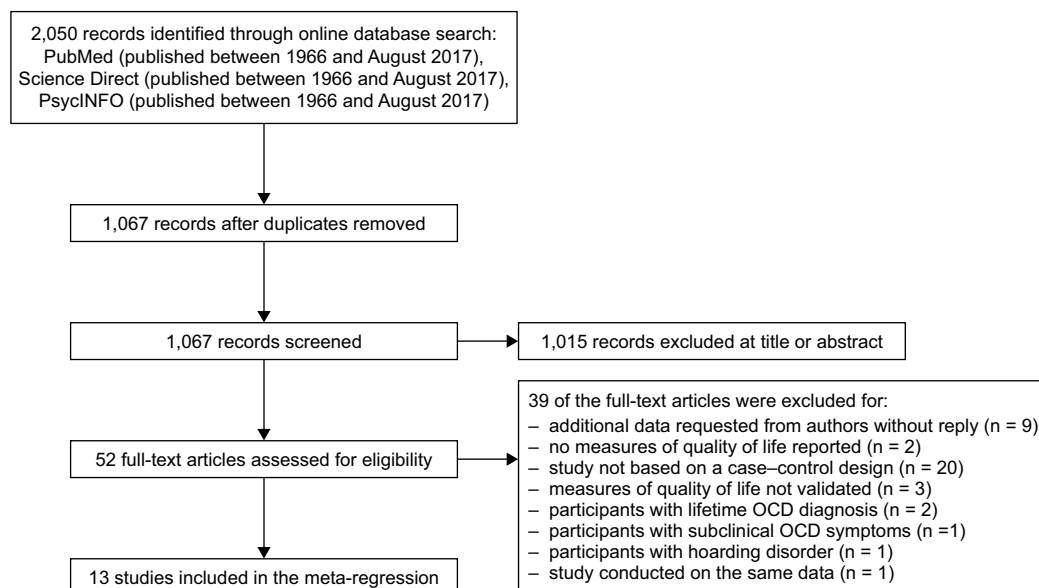 2,050 records identified through online database search:
PubMed (published between 1966 and August 2017),
Science Direct (published between 1966 and August 2017),
PsycINFO (published between 1966 and August 2017)
1,067 records after duplicates removed
1,067 records screened
1,015 records excluded at title or abstract
52 full-text articles assessed for eligibility
39 of the full-text articles were excluded for:
– additional data requested from authors without reply (n = 9)
– no measures of quality of life reported (n = 2)
– study not based on a case–control design (n = 20)
– measures of quality of life not validated (n = 3)
– participants with lifetime OCD diagnosis (n = 2)
– participants with subclinical OCD symptoms (n =1)
– participants with hoarding disorder (n = 1)
– study conducted on the same data (n = 1)
13 studies included in the meta-regression